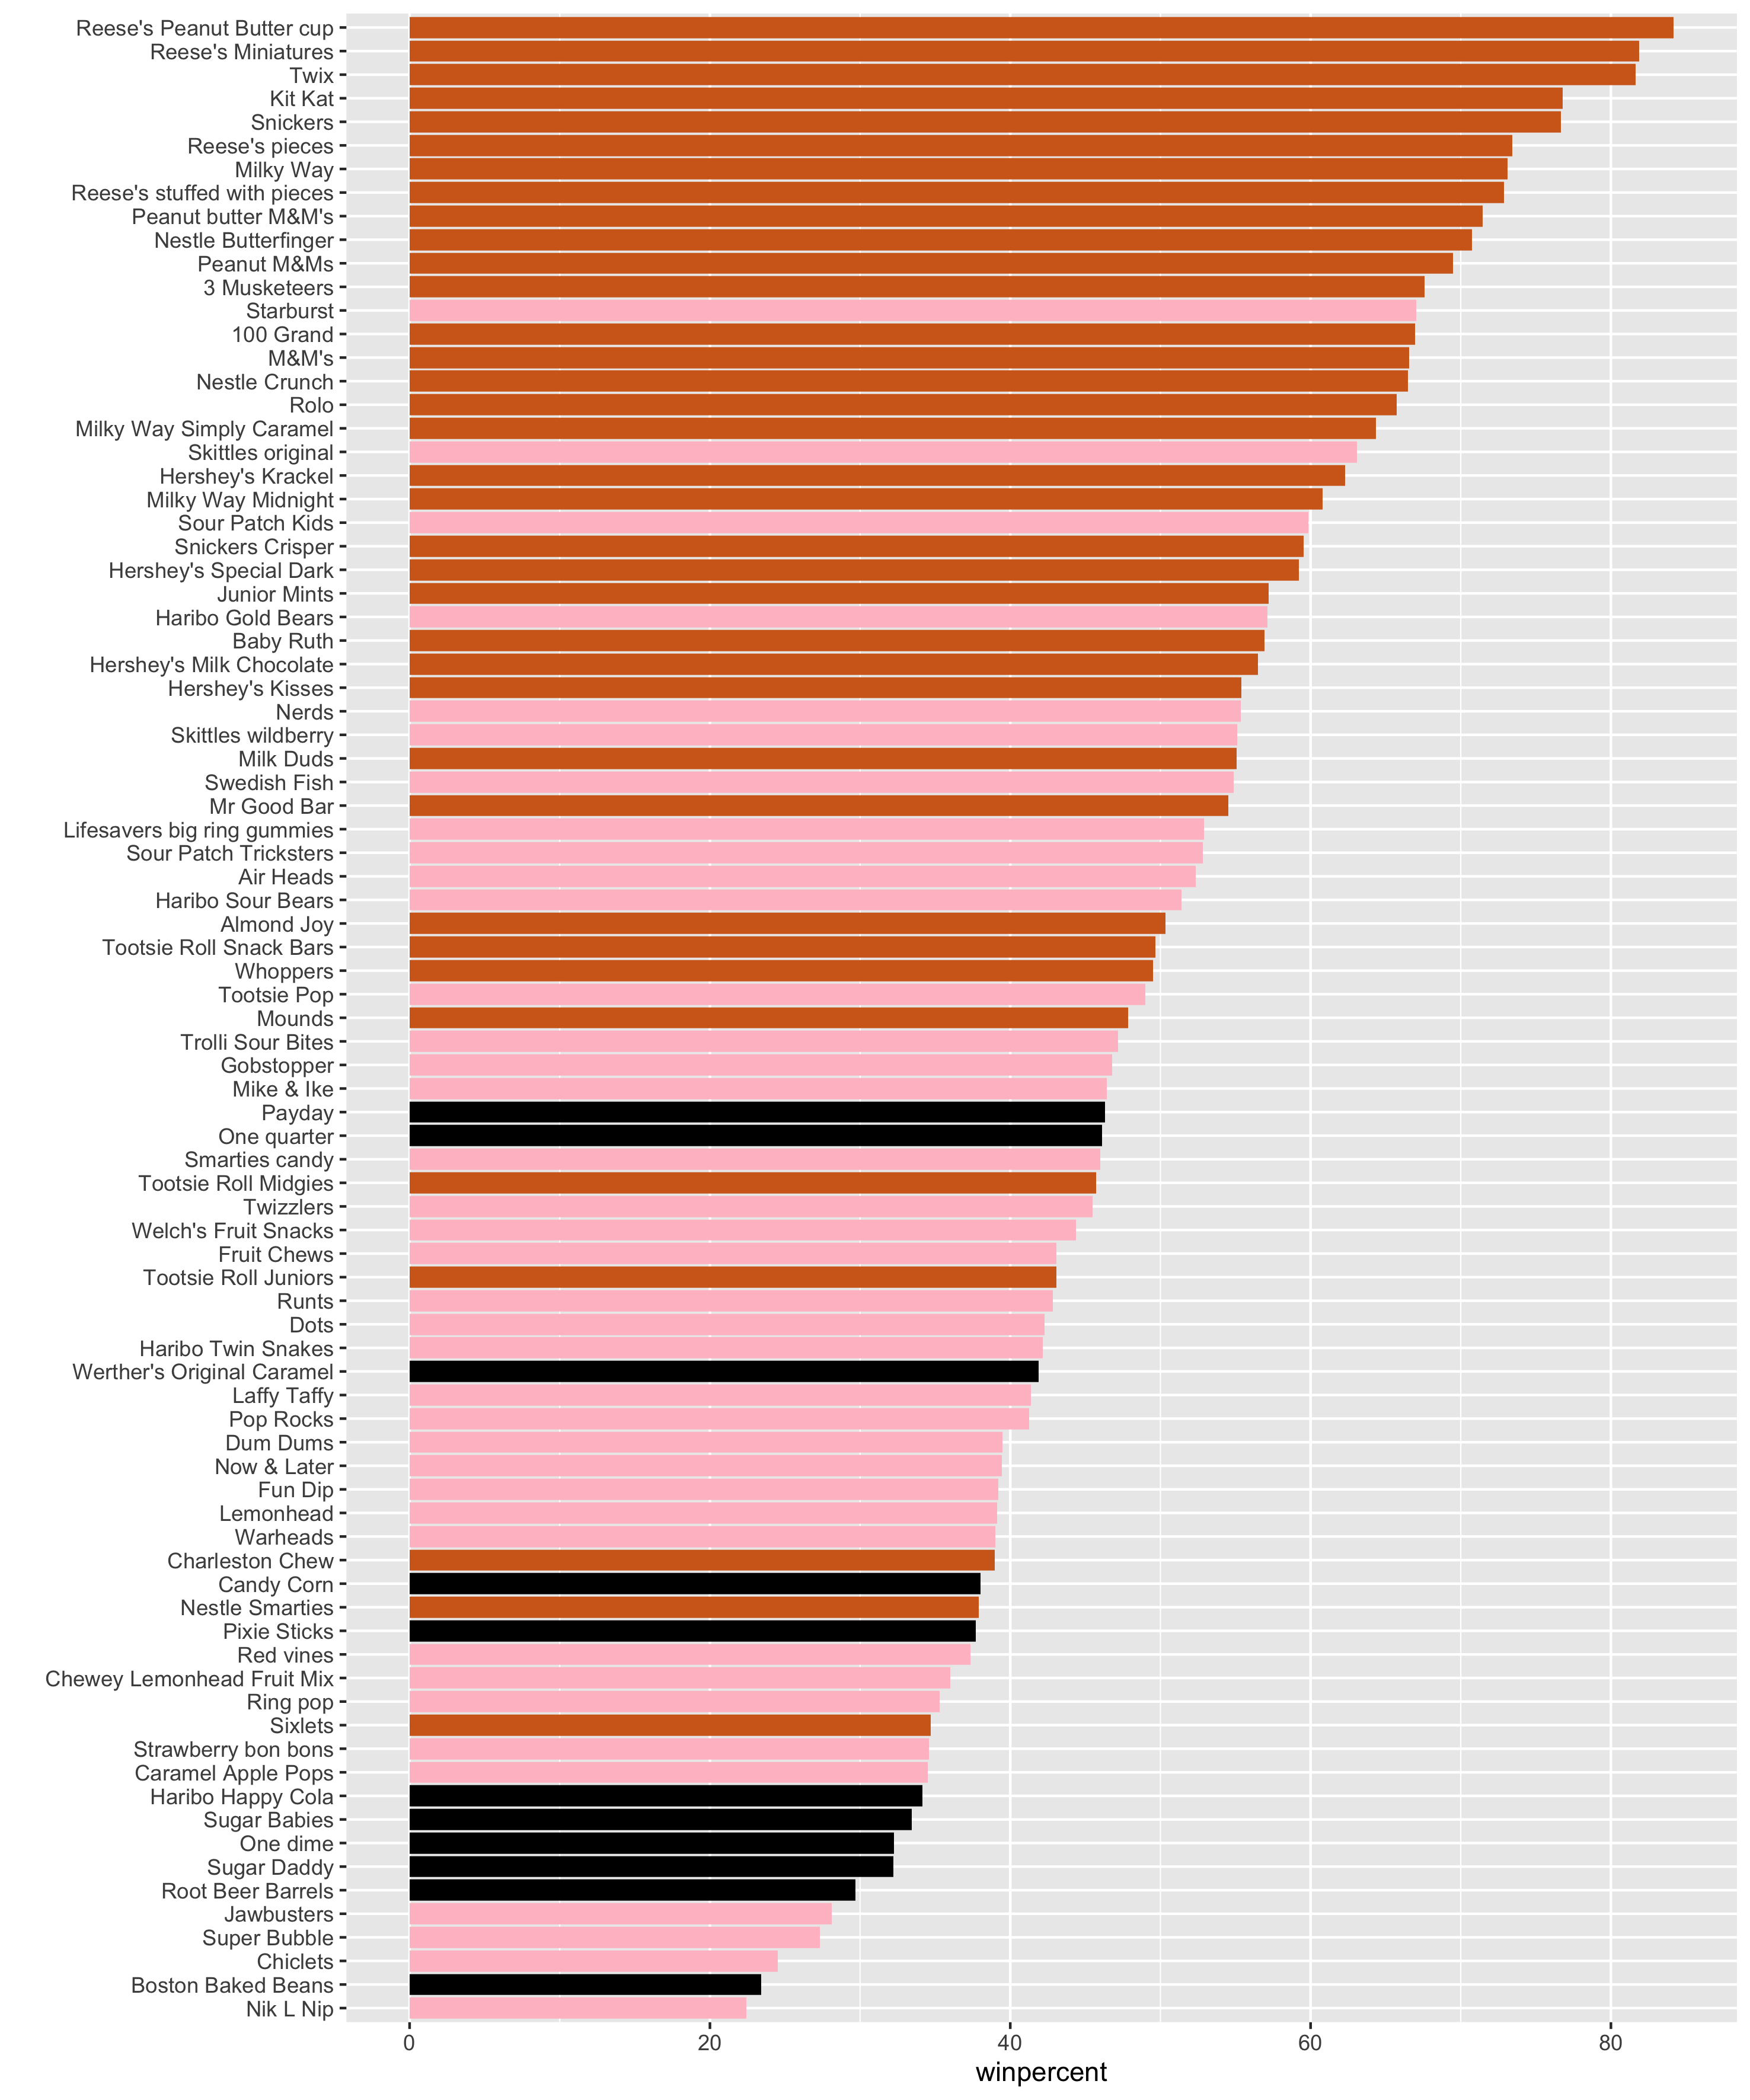 Reese's Peanut Butter cup
Reese's Miniatures
Twix
Kit Kat
Snickers
Reese's pieces
Milky Way
Reese's stuffed with pieces
Peanut butter M&M's
Nestle Butterfinger
Peanut M&Ms
3 Musketeers
Starburst
100 Grand
M&M's
Nestle Crunch
Rolo
Milky Way Simply Caramel
Skittles original
Hershey's Krackel
Milky Way Midnight
Sour Patch Kids
Snickers Crisper
Hershey's Special Dark
Junior Mints
Haribo Gold Bears
Baby Ruth
Hershey's Milk Chocolate
Hershey's Kisses
Nerds
Skittles wildberry
Milk Duds
Swedish Fish
Mr Good Bar
Lifesavers big ring gummies
Sour Patch Tricksters
Air Heads
Haribo Sour Bears
Almond Joy
Tootsie Roll Snack Bars
Whoppers
Tootsie Pop
Mounds
Trolli Sour Bites
Gobstopper
Mike & Ike
Payday
One quarter
Smarties candy
Tootsie Roll Midgies
Twizzlers
Welch's Fruit Snacks
Fruit Chews
Tootsie Roll Juniors
Runts
Dots
Haribo Twin Snakes
Werther's Original Caramel
Laffy Taffy
Pop Rocks
Dum Dums
Now & Later
Fun Dip
Lemonhead
Warheads
Charleston Chew
Candy Corn
Nestle Smarties
Pixie Sticks
Red vines
Chewey Lemonhead Fruit Mix
Ring pop
Sixlets
Strawberry bon bons
Caramel Apple Pops
Haribo Happy Cola
Sugar Babies
One dime
Sugar Daddy
Root Beer Barrels
Jawbusters
Super Bubble
Chiclets
Boston Baked Beans
Nik L Nip
0 20 40 60 80
winpercent